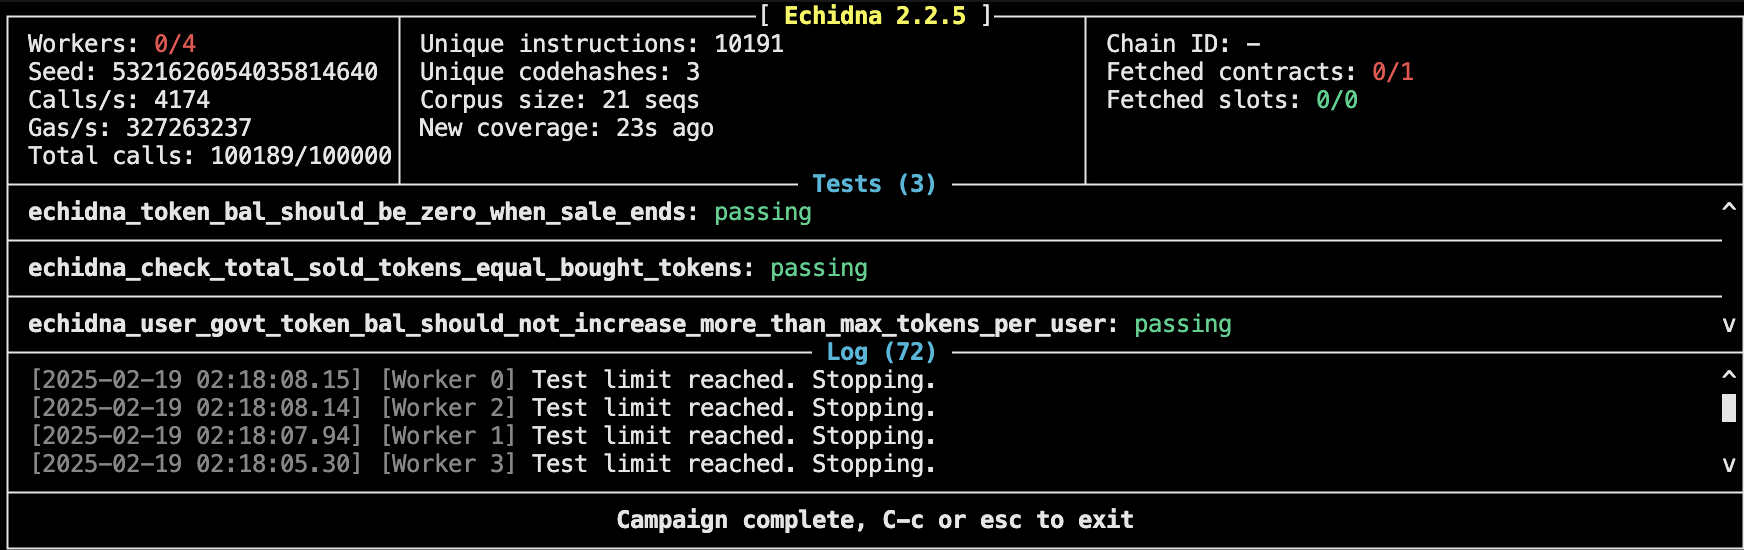 [ Echidna 2.2.5 ]
Workers: 0/4
Seed: 5321626054035814640
Calls/s: 4174
Gas/s: 327263237
Total calls: 100189/100000
Unique instructions: 10191
Unique codehashes: 3
Corpus size: 21 seqs
New coverage: 23s ago
Chain ID: -
Fetched contracts: 0/1
Fetched slots: 0/0
Tests (3)
echidna_token_bal_should_be_zero_when_sale_ends: passing
^
echidna_check_total_sold_tokens_equal_bought_tokens: passing
echidna_user_govt_token_bal_should_not_increase_more_than_max_tokens_per_user: passing
v
Log (72)
[2025-02-19 02:18:08.15] [Worker 0] Test limit reached. Stopping.
^
[2025-02-19 02:18:08.14] [Worker 2] Test limit reached. Stopping.
[2025-02-19 02:18:07.94] [Worker 1] Test limit reached. Stopping.
[2025-02-19 02:18:05.30] [Worker 3] Test limit reached. Stopping.
v
Campaign complete, C-c or esc to exit